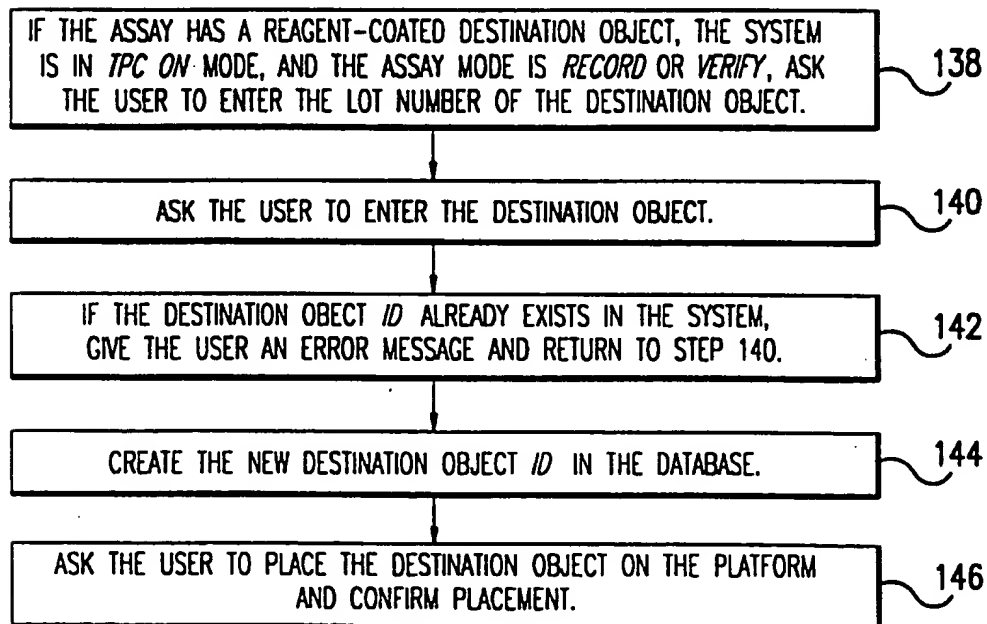 IF THE ASSAY HAS A REAGENT-COATED DESTINATION OBJECT, THE SYSTEM
IS IN TPC ON MODE, AND THE ASSAY MODE IS RECORD OR VERIFY, ASK
THE USER TO ENTER THE LOT NUMBER OF THE DESTINATION OBJECT.
138
ASK THE USER TO ENTER THE DESTINATION OBJECT.
140
IF THE DESTINATION OBECT ID ALREADY EXISTS IN THE SYSTEM,
GIVE THE USER AN ERROR MESSAGE AND RETURN TO STEP 140.
142
CREATE THE NEW DESTINATION OBJECT ID IN THE DATABASE.
144
ASK THE USER TO PLACE THE DESTINATION OBJECT ON THE PLATFORM
AND CONFIRM PLACEMENT.
146